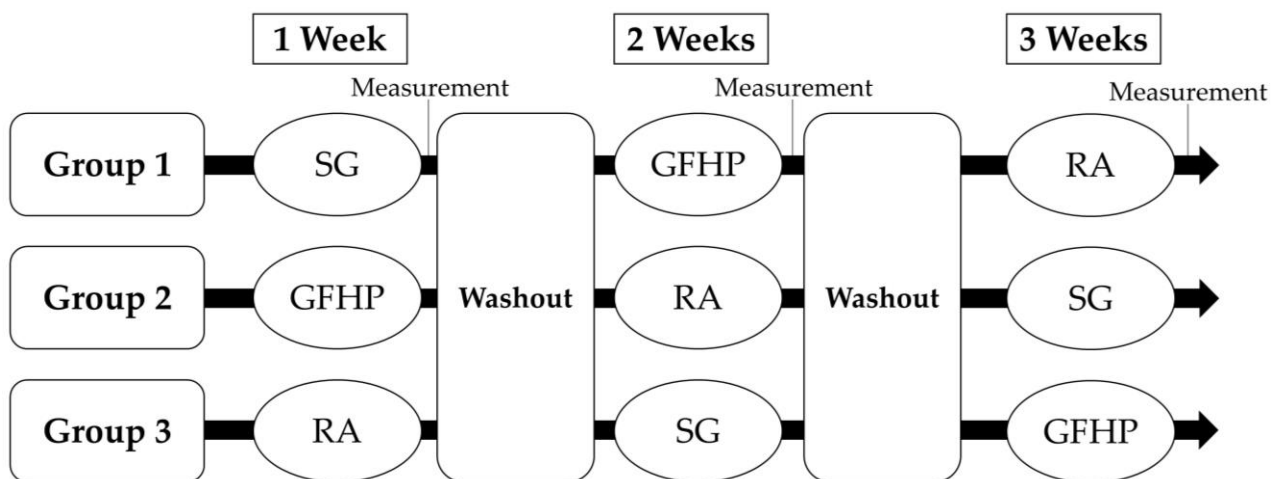 1 Week
2 Weeks
3 Weeks
Measurement
Measurement
Measurement
Group 1
SG
GFHP
RA
Group 2
GFHP
Washout
RA
Washout
SG
Group 3
RA
SG
GFHP